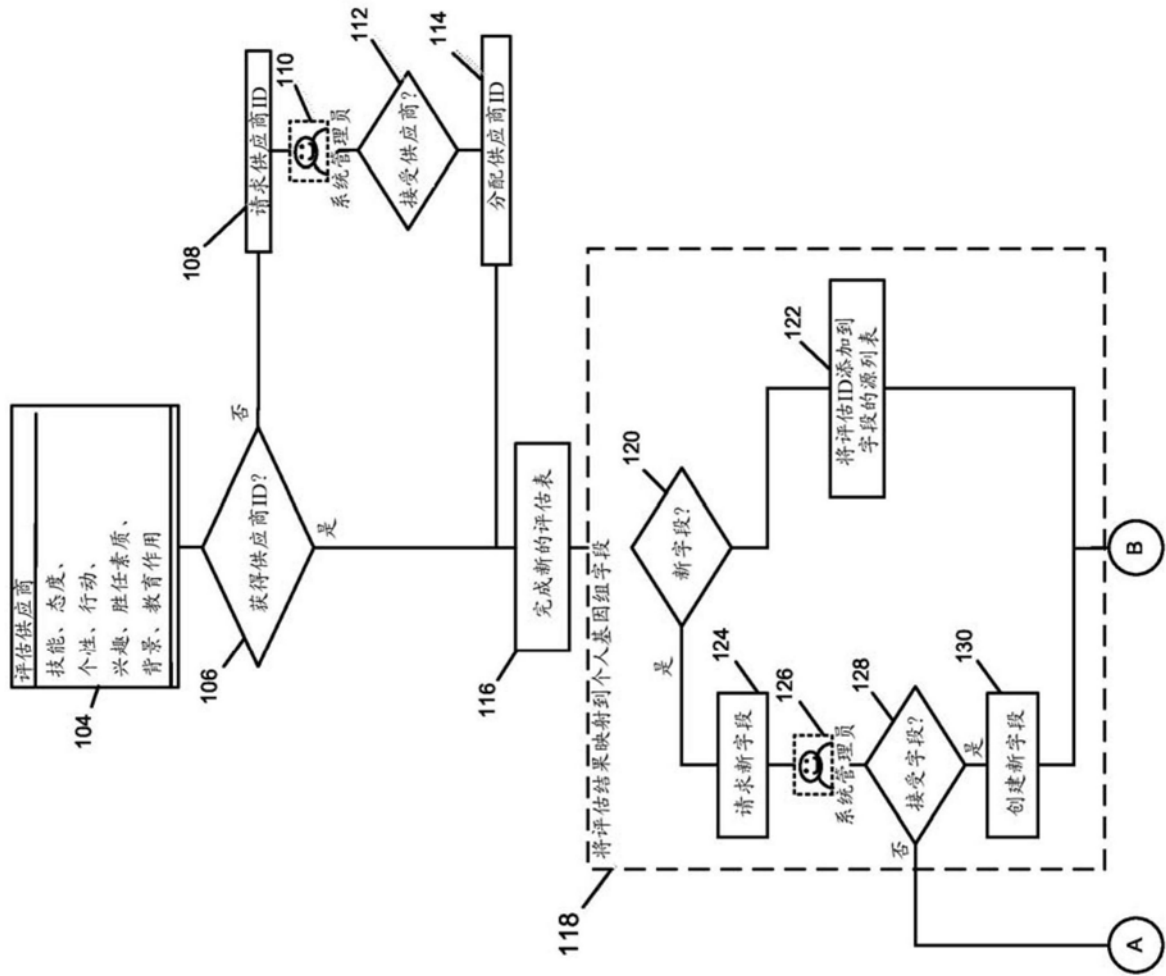 评估供应商
技能、态度、
个性、行动、
兴趣、胜任素质、
背景、教育作用
104
获得供应商ID?
106
否
是
108
请求供应商ID
110
系统管理员
112
接受供应商?
114
分配供应商ID
116
完成新的评估表
118
将评估结果映射到个人基因组字段
120
新字段?
是
122
将评估ID添加到
字段的源列表
124
请求新字段
126
系统管理员
128
接受字段?
否
是
130
创建新字段
A
B